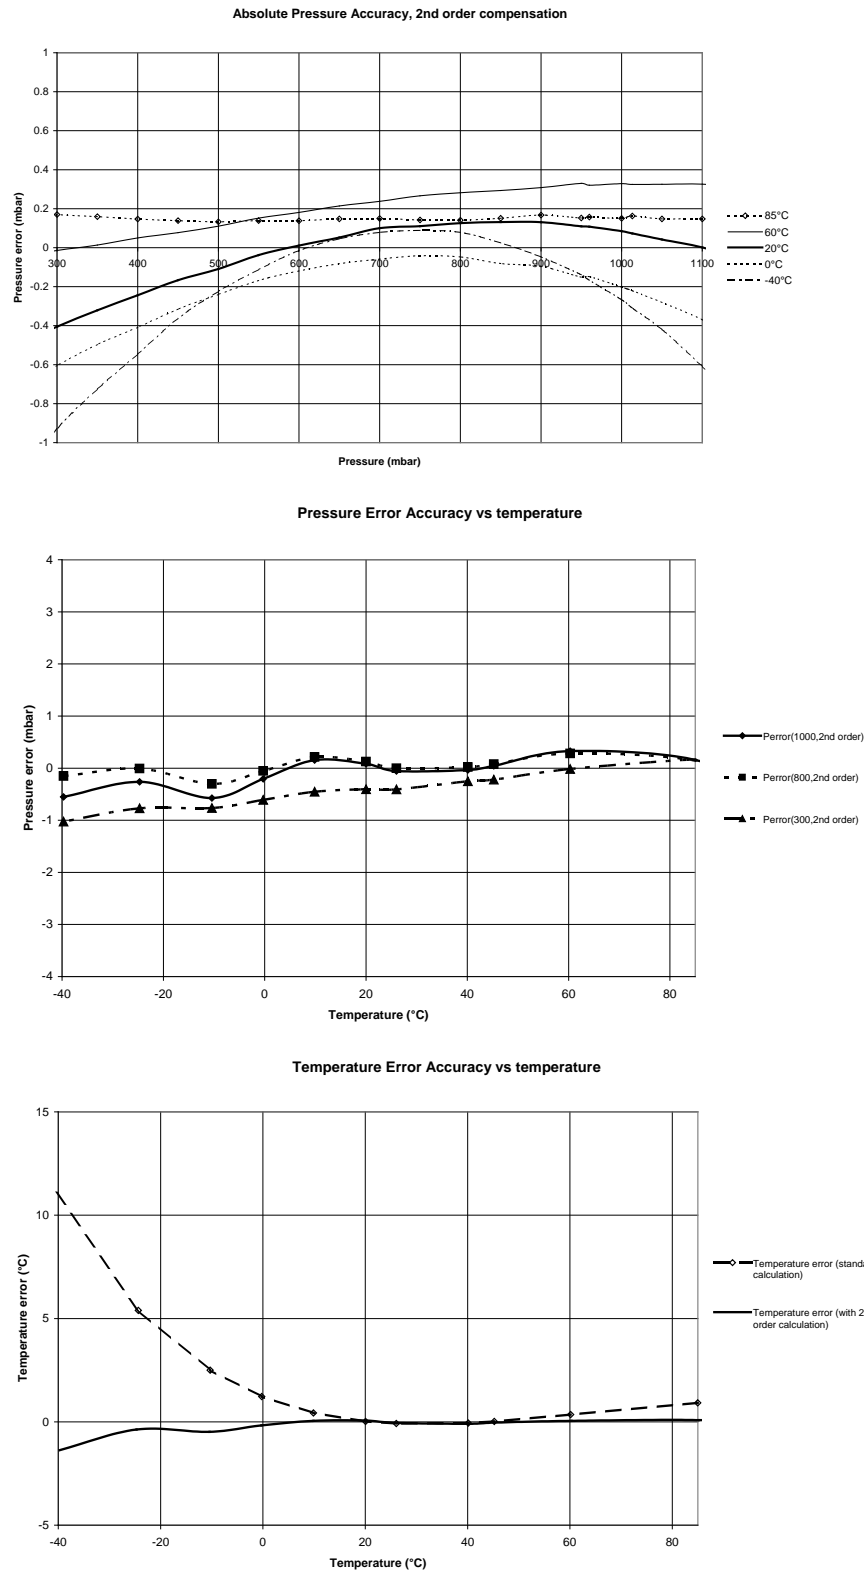 Absolute Pressure Accuracy, 2nd order compensation
1
0.8
0.6
0.4
0.2
0
-0.2
-0.4
-0.6
-0.8
-1
300 400 500 600 700 800 900 1000 1100
Pressure error (mbar)
Pressure (mbar)
85°C
60°C
20°C
0°C
-40°C
Pressure Error Accuracy vs temperature
4
3
2
1
0
-1
-2
-3
-4
-40 -20 0 20 40 60 80
Pressure error (mbar)
Temperature (°C)
Perror(1000,2nd order)
Perror(800,2nd order)
Perror(300,2nd order)
Temperature Error Accuracy vs temperature
15
10
5
0
-5
-40 -20 0 20 40 60 80
Temperature error (°C)
Temperature (°C)
Temperature error (standa
calculation)
Temperature error (with 2
order calculation)